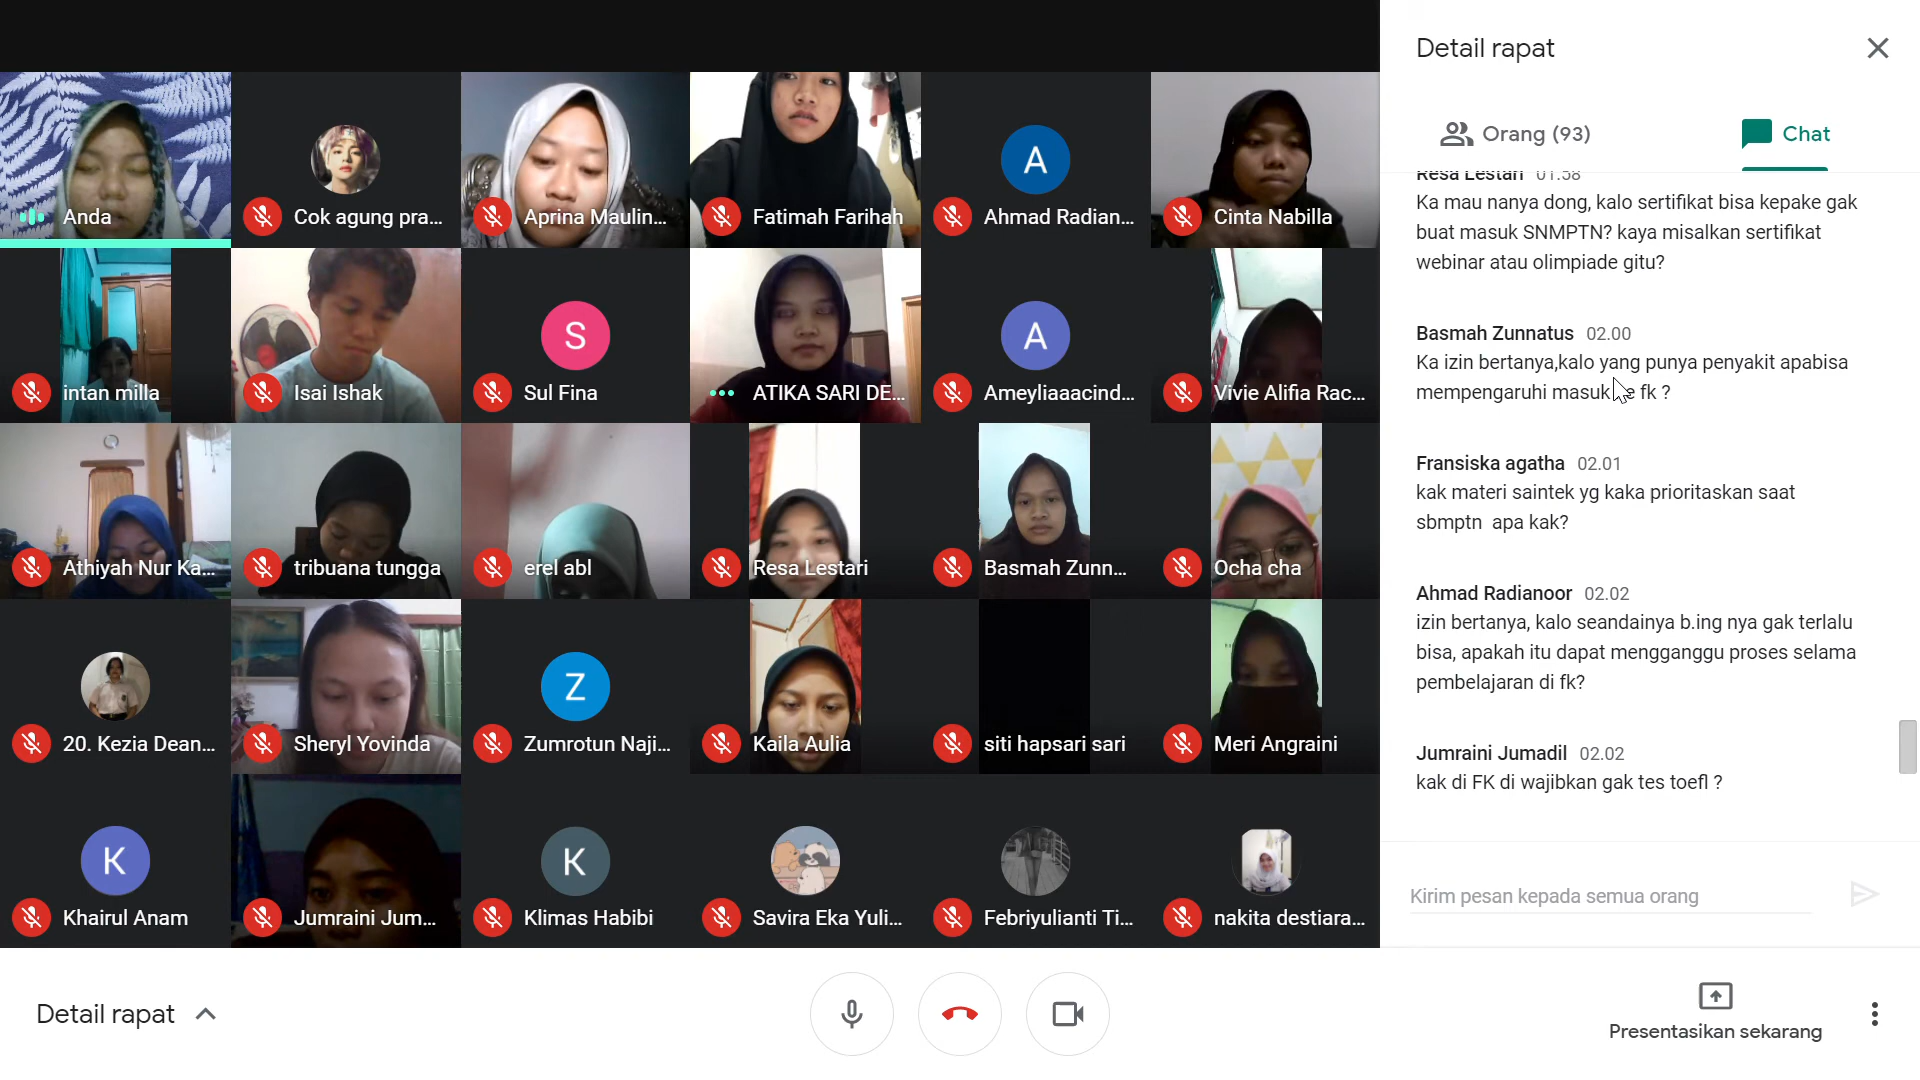 Anda
Cok agung pra...
Aprina Maulin...
Fatimah Farihah
A
Ahmad Radian...
Cinta Nabilla
intan milla
Isai Ishak
S
Sul Fina
ATIKA SARI DE...
A
Ameyliaaacind...
Vivie Alifia Rac...
Athiyah Nur Ka...
tribuana tungga
erel abl
Resa Lestari
Basmah Zunn...
Ocha cha
20. Kezia Dean...
Sheryl Yovinda
Z
Zumrotun Naji...
Kaila Aulia
siti hapsari sari
Meri Angraini
K
Khairul Anam
Jumraini Jum...
K
Klimas Habibi
Savira Eka Yuli...
Febriyulianti Ti...
nakita destiara...
Detail rapat
Orang (93)
Chat
Resa Lestari 01.58
Ka mau nanya dong, kalo sertifikat bisa kepake gak
buat masuk SNMPTN? kaya misalkan sertifikat
webinar atau olimpiade gitu?
Basmah Zunnatus 02.00
Ka izin bertanya,kalo yang punya penyakit apabisa
mempengaruhi masuk ke fk ?
Fransiska agatha 02.01
kak materi saintek yg kaka prioritaskan saat
sbmptn apa kak?
Ahmad Radianoor 02.02
izin bertanya, kalo seandainya b.ing nya gak terlalu
bisa, apakah itu dapat mengganggu proses selama
pembelajaran di fk?
Jumraini Jumadil 02.02
kak di FK di wajibkan gak tes toefl ?
Kirim pesan kepada semua orang
Detail rapat
Presentasikan sekarang